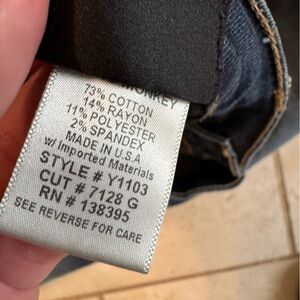 MONKEY
73% COTTON
14% RAYON
11% POLYESTER
2% SPANDEX
MADE IN U.S.A
w/ Imported Materials
STYLE # Y1103
CUT # 7128 G
RN # 138395
SEE REVERSE FOR CARE